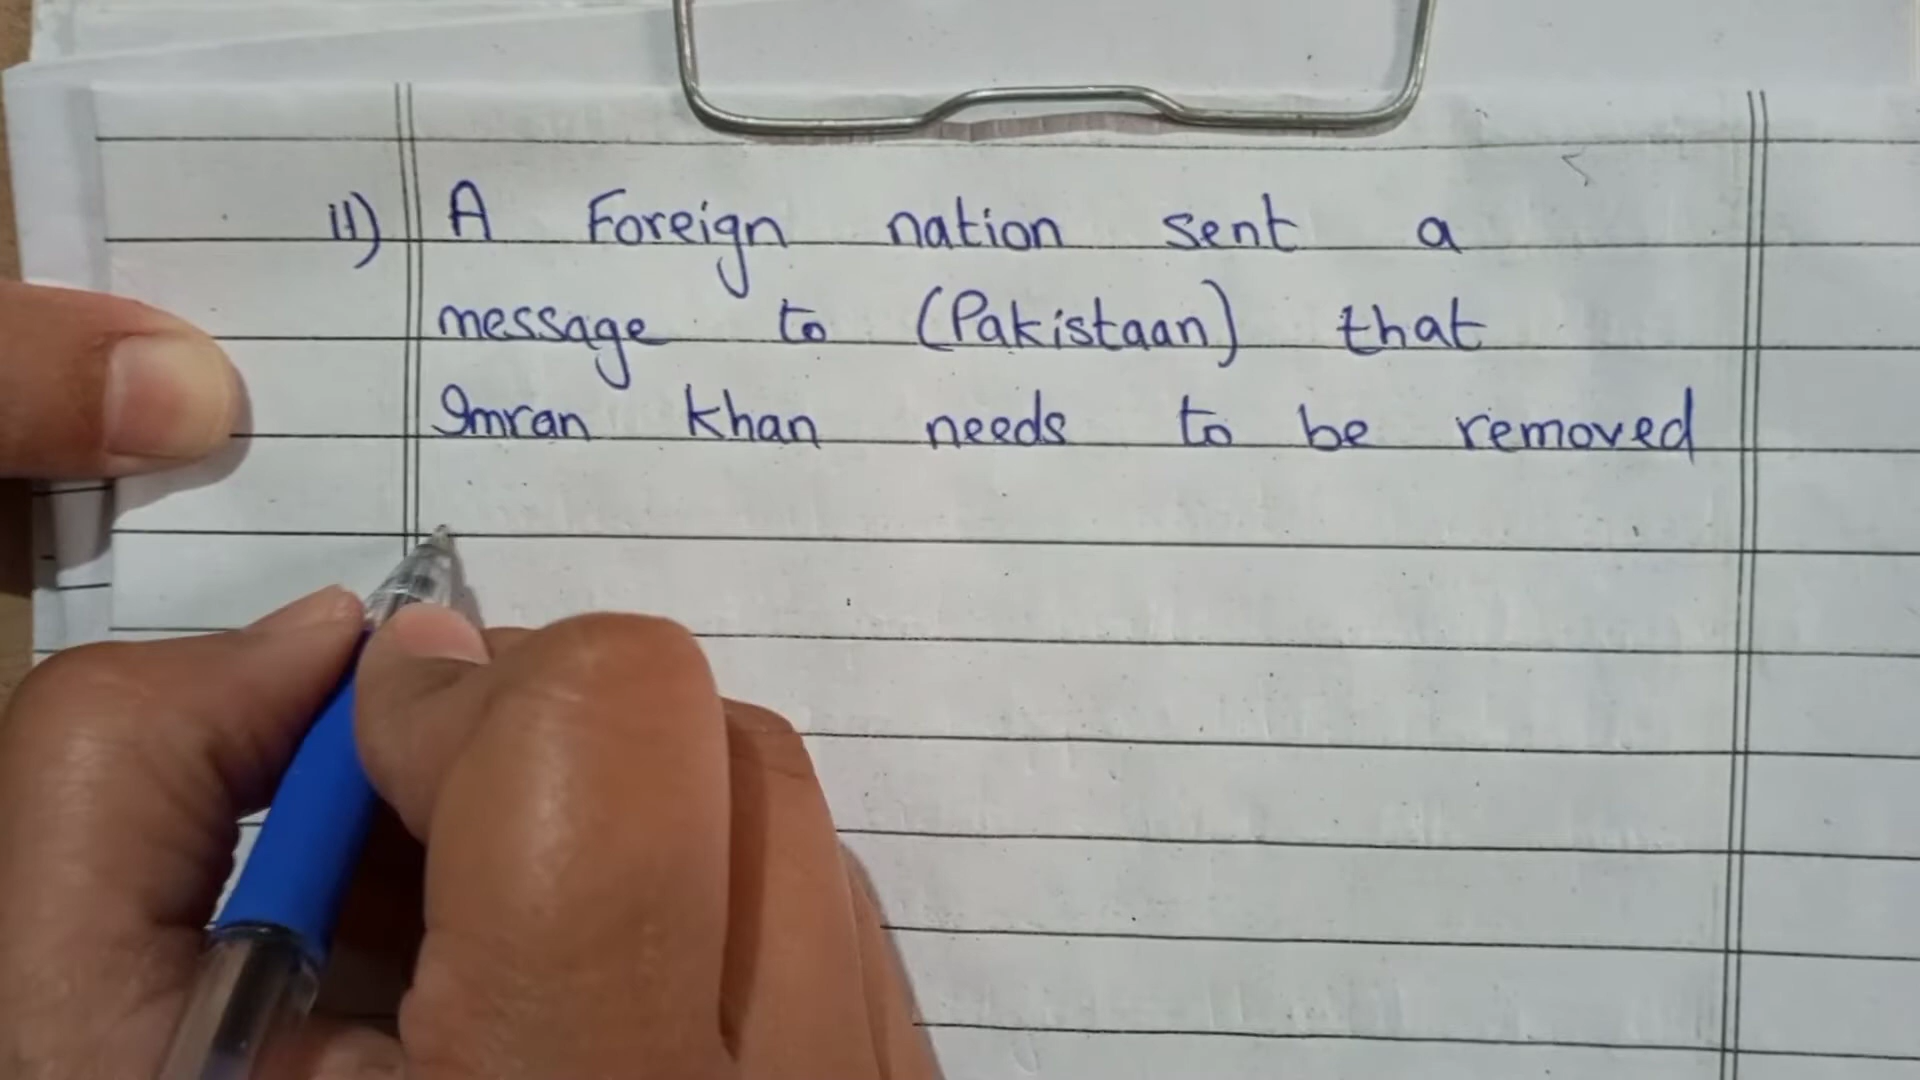 11) A Foreign nation sent a
message to (Pakistaan) that
Imran khan needs to be removed